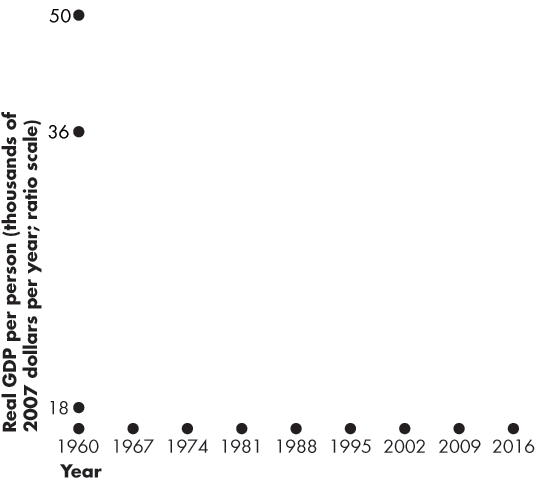 50
36
Real GDP per person (thousands of
2007 dollars per year; ratio scale)
18
1960 1967 1974 1981 1988 1995 2002 2009 2016
Year